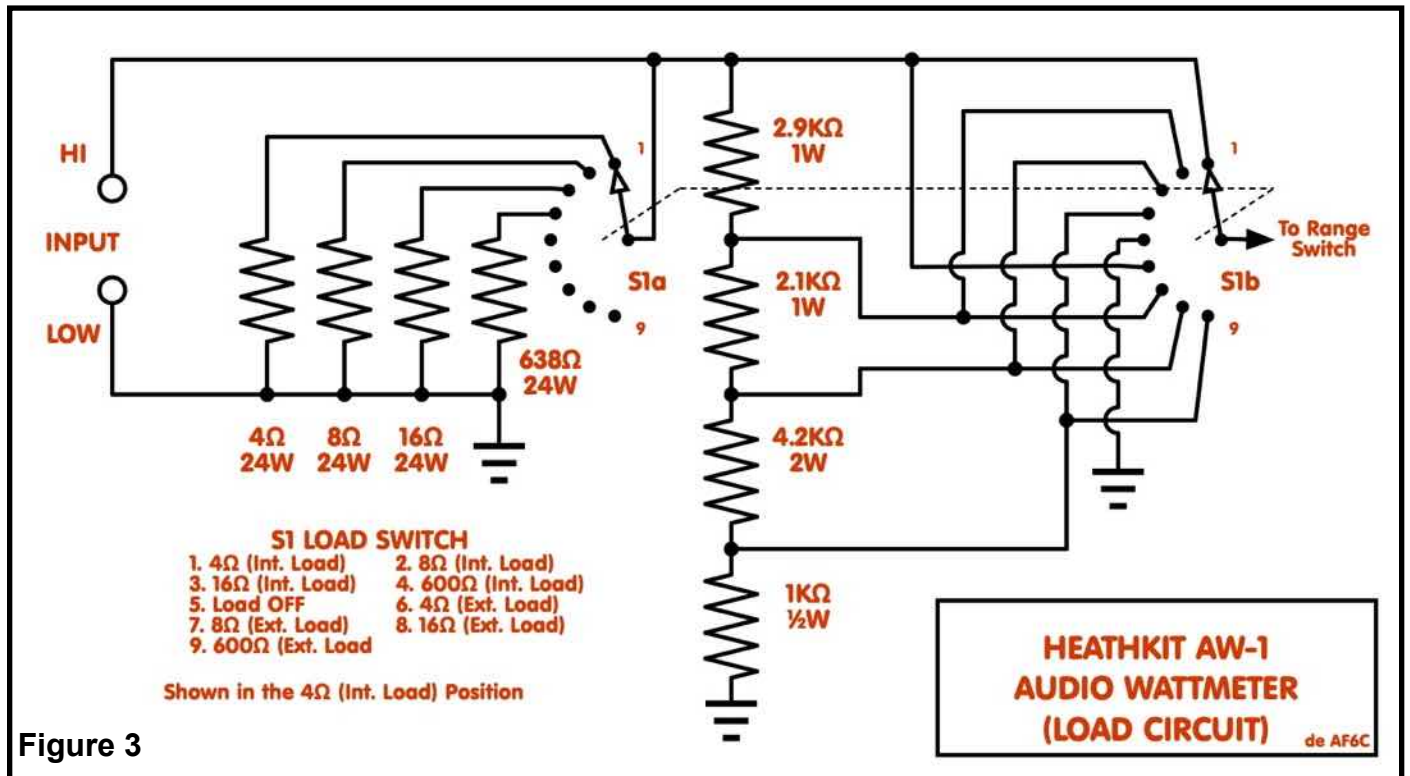 HI
INPUT
LOW
4Ω
24W
8Ω
24W
16Ω
24W
638Ω
24W
1
S1a
9
2.9KΩ
1W
2.1KΩ
1W
4.2KΩ
2W
1KΩ
½W
1
To Range
Switch
S1b
9
S1 LOAD SWITCH
1. 4Ω (Int. Load) 2. 8Ω (Int. Load)
3. 16Ω (Int. Load) 4. 600Ω (Int. Load)
5. Load OFF 6. 4Ω (Ext. Load)
7. 8Ω (Ext. Load) 8. 16Ω (Ext. Load)
9. 600Ω (Ext. Load
Shown in the 4Ω (Int. Load) Position
HEATHKIT AW-1
AUDIO WATTMETER
(LOAD CIRCUIT)
de AF6C
Figure 3